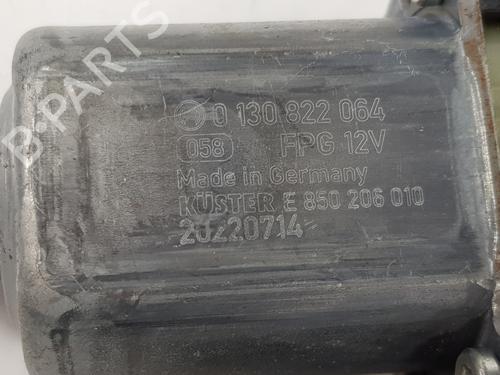 B-PARTS
0 130 822 064
058 FPG 12V
Made in Germany
KÜSTER E 850 206 010
20220714